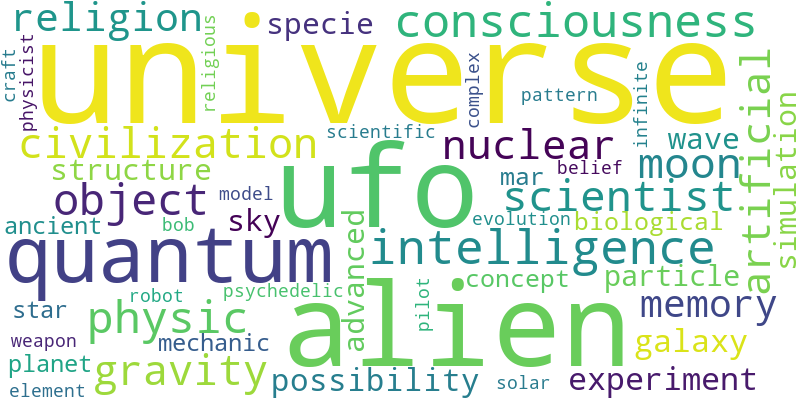 religion
specie
consciousness
craft
physicist
religious
universe
complex
pattern
infinite
artificial
simulation
civilization
scientific
nuclear
wave
structure
ufo
belief
moon
object
model
mar
scientist
ancient
bob
sky
evolution
biological
quantum
advanced
intelligence
star
robot
psychedelic
alien
pilot
concept
particle
physic
memory
weapon
mechanic
galaxy
planet
gravity
possibility
solar
experiment
element